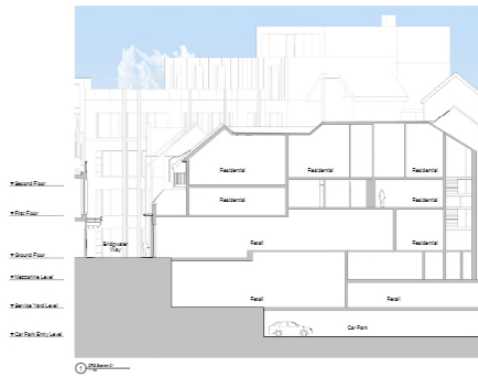 Residential
Residential
Residential
Second Floor
Residential
Residential
First Floor
Bridgwater
Way
Retail
Residential
Ground Floor
Mezzanine Level
Retail
Retail
Service Yard Level
Car Park
Car Park Entry Level
1